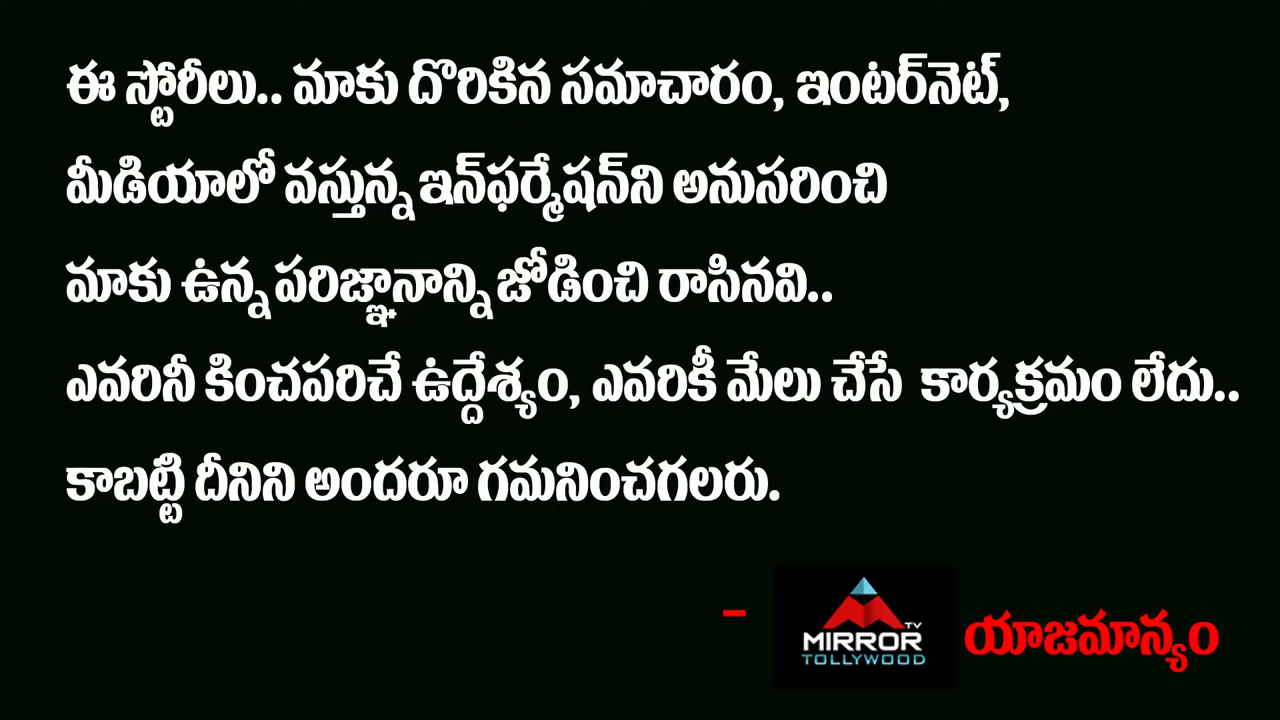 ఈ స్టోరీలు.. మాకు దొరికిన సమాచారం, ఇంటర్‌నెట్,
మీడియాలో వస్తున్న ఇన్‌ఫర్మేషన్‌ని అనుసరించి
మాకు ఉన్న పరిజ్ఞానాన్ని జోడించి రాసినవి..
ఎవరినీ కించపరిచే ఉద్దేశ్యం, ఎవరికీ మేలు చేసే కార్యక్రమం లేదు..
కాబట్టి దీనిని అందరూ గమనించగలరు.
- MIRROR TV TOLLYWOOD యాజమాన్యం